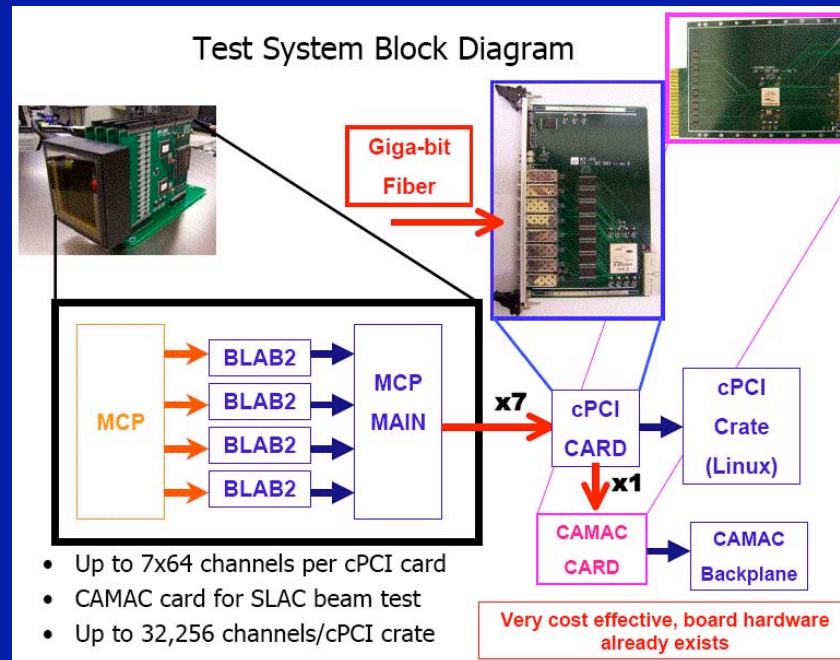 Test System Block Diagram
Giga-bit
Fiber
MCP
BLAB2
BLAB2
BLAB2
BLAB2
MCP
MAIN
x7
cPCI
CARD
cPCI
Crate
(Linux)
x1
CAMAC
CARD
CAMAC
Backplane
• Up to 7x64 channels per cPCI card
• CAMAC card for SLAC beam test
• Up to 32,256 channels/cPCI crate
Very cost effective, board hardware
already exists